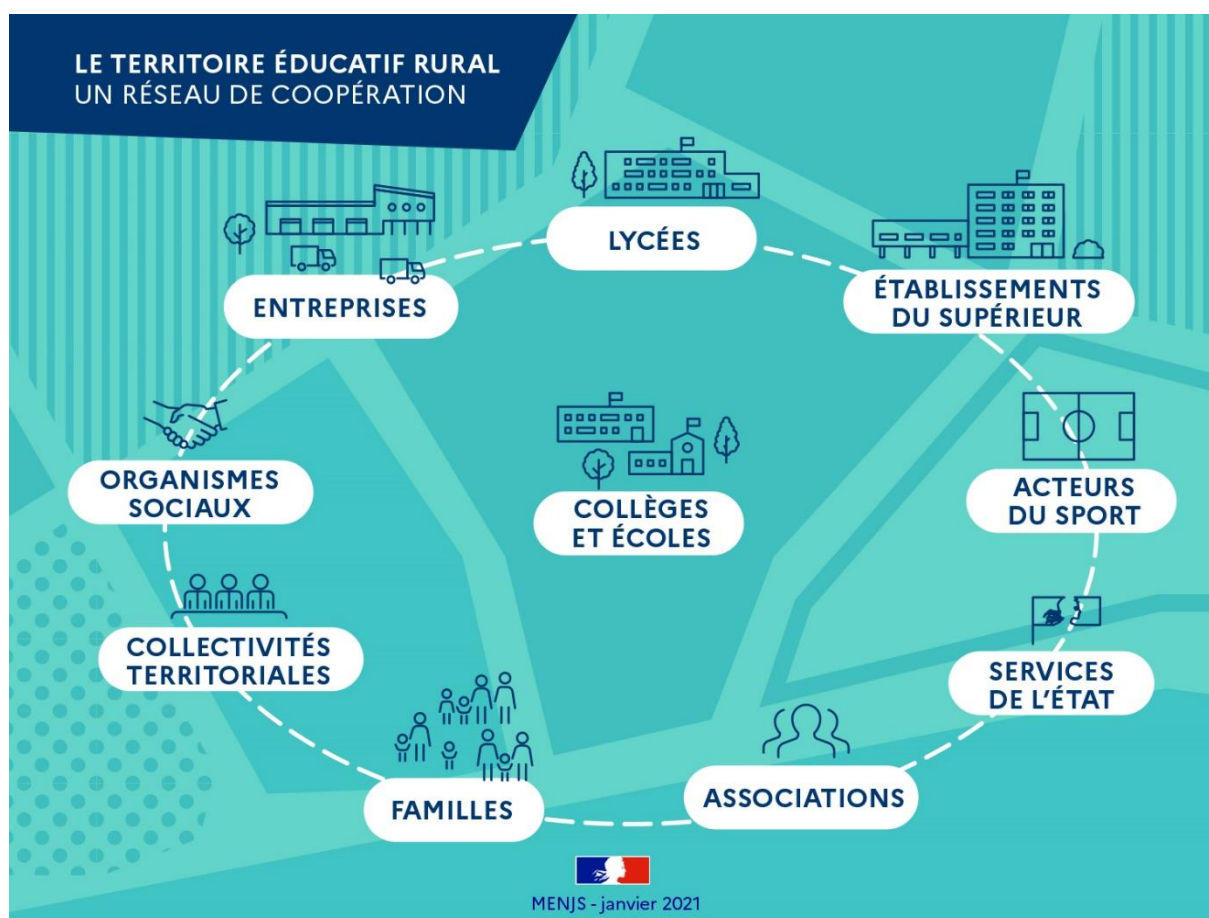 LE TERRITOIRE ÉDUCATIF RURAL
UN RÉSEAU DE COOPÉRATION
LYCÉES
ENTREPRISES
ÉTABLISSEMENTS
DU SUPÉRIEUR
ORGANISMES
SOCIAUX
COLLÈGES
ET ÉCOLES
ACTEURS
DU SPORT
COLLECTIVITÉS
TERRITORIALES
SERVICES
DE L’ÉTAT
FAMILLES
ASSOCIATIONS
MENJS - janvier 2021